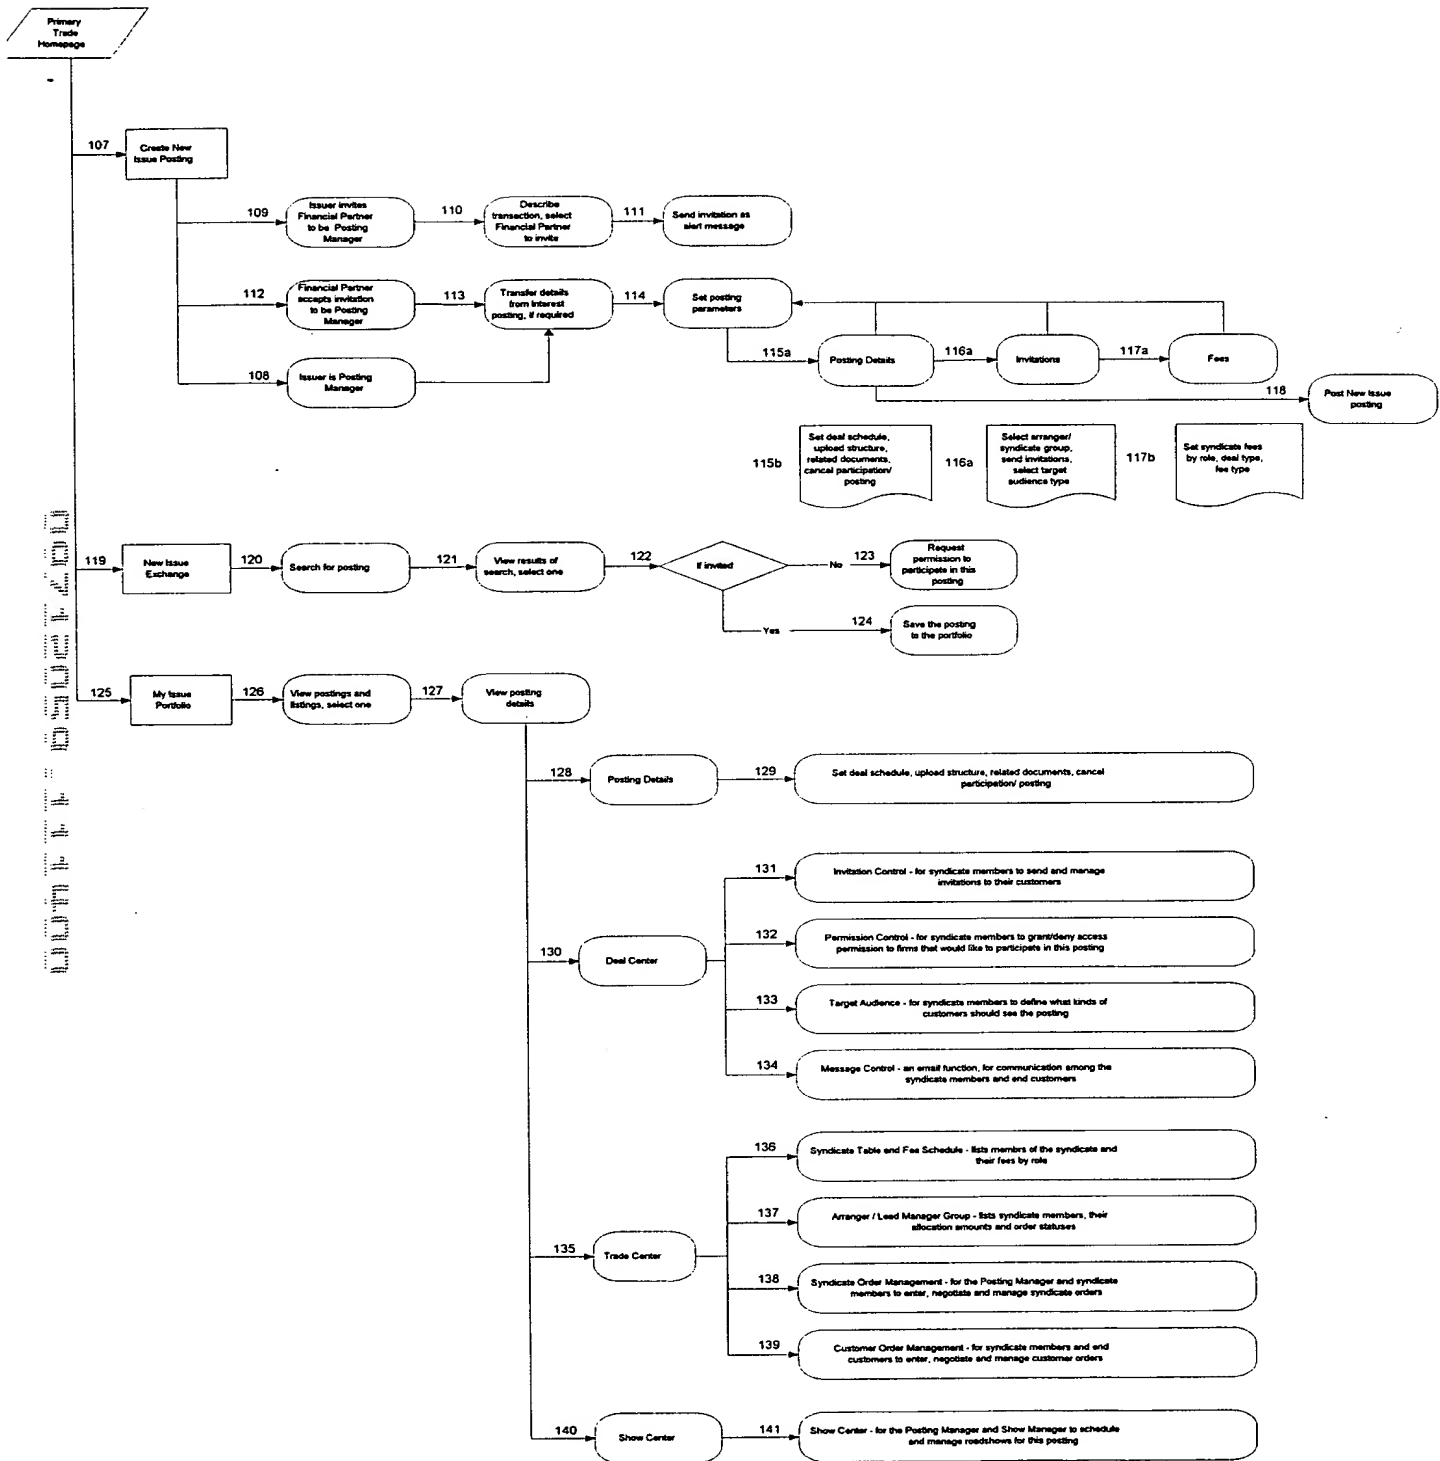 Primary
Trade
Homepage
107
Create New
Issue Posting
109
Issuer invites
Financial Partner
to be Posting
Manager
110
Describe
transaction, select
Financial Partner
to invite
111
Send invitation as
alert message
112
Financial Partner
accepts invitation
to be Posting
Manager
113
Transfer details
from Interest
posting, if required
114
Set posting
parameters
108
Issuer is Posting
Manager
115a
Posting Details
116a
Invitations
117a
Fees
118
Post New Issue
posting
115b
Set deal schedule,
upload structure,
related documents,
cancel participation/
posting
116a
Select arranger/
syndicate group,
send invitations,
select target
audience type
117b
Set syndicate fees
by role, deal type,
fee type
119
New Issue
Exchange
120
Search for posting
121
View results of
search, select one
122
If invited
No
123
Request
permission to
participate in this
posting
Yes
124
Save the posting
to the portfolio
125
My Issue
Portfolio
126
View postings and
listings, select one
127
View posting
details
128
Posting Details
129
Set deal schedule, upload structure, related documents, cancel
participation/ posting
130
Deal Center
131
Invitation Control - for syndicate members to send and manage
invitations to their customers
132
Permission Control - for syndicate members to grant/deny access
permission to firms that would like to participate in this posting
133
Target Audience - for syndicate members to define what kinds of
customers should see the posting
134
Message Control - an email function, for communication among the
syndicate members and end customers
135
Trade Center
136
Syndicate Table and Fee Schedule - lists membrs of the syndicate and
their fees by role
137
Arranger / Lead Manager Group - lists syndicate members, their
allocation amounts and order statuses
138
Syndicate Order Management - for the Posting Manager and syndicate
members to enter, negotiate and manage syndicate orders
139
Customer Order Management - for syndicate members and end
customers to enter, negotiate and manage customer orders
140
Show Center
141
Show Center - for the Posting Manager and Show Manager to schedule
and manage roadshows for this posting